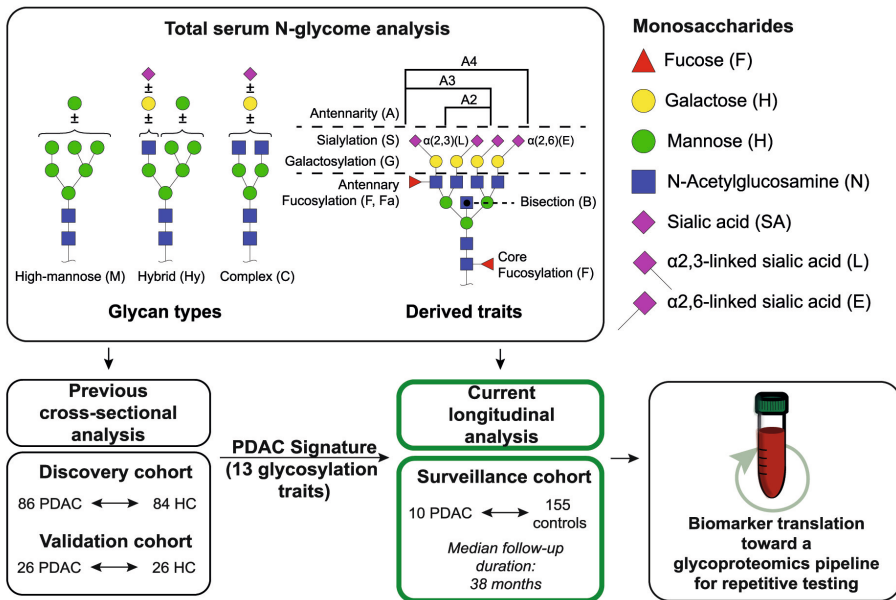 Total serum N-glycome analysis
±
±
±
±
±
±
High-mannose (M)
Hybrid (Hy)
Complex (C)
Glycan types
A4
A3
A2
Antennarity (A)
Sialylation (S)
α(2,3)(L)
α(2,6)(E)
Galactosylation (G)
Antennary
Fucosylation (F, Fa)
Bisection (B)
Core
Fucosylation (F)
Derived traits
Monosaccharides
Fucose (F)
Galactose (H)
Mannose (H)
N-Acetylglucosamine (N)
Sialic acid (SA)
α2,3-linked sialic acid (L)
α2,6-linked sialic acid (E)
Previous
cross-sectional
analysis
Discovery cohort
86 PDAC
84 HC
Validation cohort
26 PDAC
26 HC
PDAC Signature
(13 glycosylation
traits)
Current
longitudinal
analysis
Surveillance cohort
10 PDAC
155
controls
Median follow-up
duration:
38 months
Biomarker translation
toward a
glycoproteomics pipeline
for repetitive testing